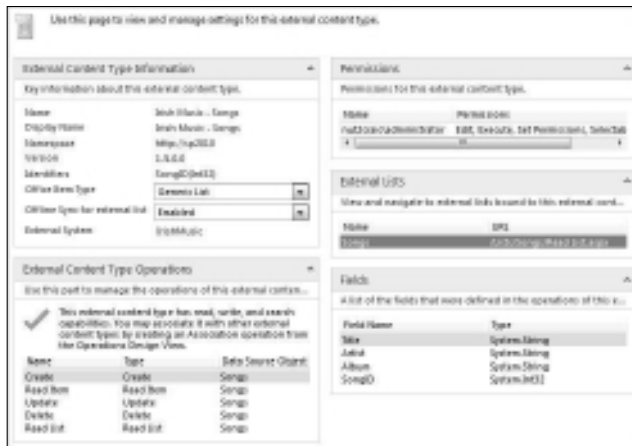 Use this page to view and manage settings for this external content type.
External Content Type Information
Key information about this external content type.
Name Irish Music - Songs
Display Name Irish Music - Songs
Namespace http://sp2010
Version
Identifiers SongID(Int32)
Office Item Type Generic List
Offline Sync for external list Enabled
External System IrishMusic
External Content Type Operations
Use this part to manage the operations of this external conten...
This external content type has read, write, and search
capabilities. You may associate it with other external
content types by creating an Association operation from
the Operations Design View.
Name Type Data Source Object
Create Create Songs
Read Item Read Item Songs
Update Update Songs
Delete Delete Songs
Read List Read List Songs
Permissions
Permissions for this external content type.
Name Permissions
Edit, Execute, Set Permissions, Selectab
External Lists
View and navigate to external lists bound to this external cont...
Name URL
Songs
Fields
A list of the fields that were defined in the operations of this e...
Field Name Type
Title System.String
Artist System.String
Album System.String
SongID System.Int32